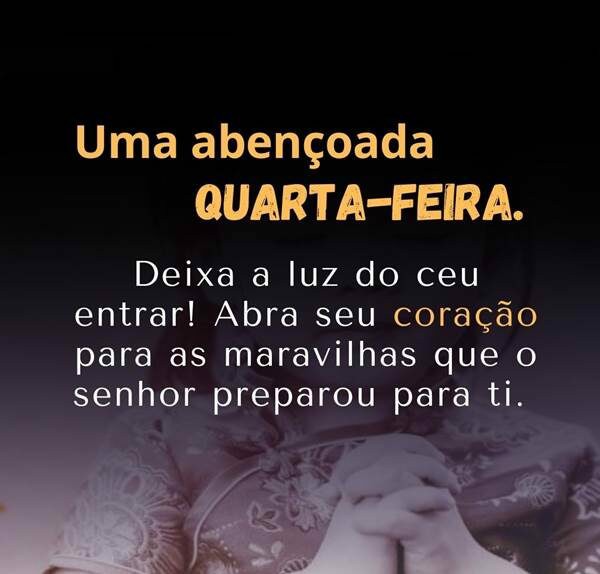 Uma abençoada
QUARTA-FEIRA.
Deixa a luz do ceu
entrar! Abra seu coração
para as maravilhas que o
senhor preparou para ti.